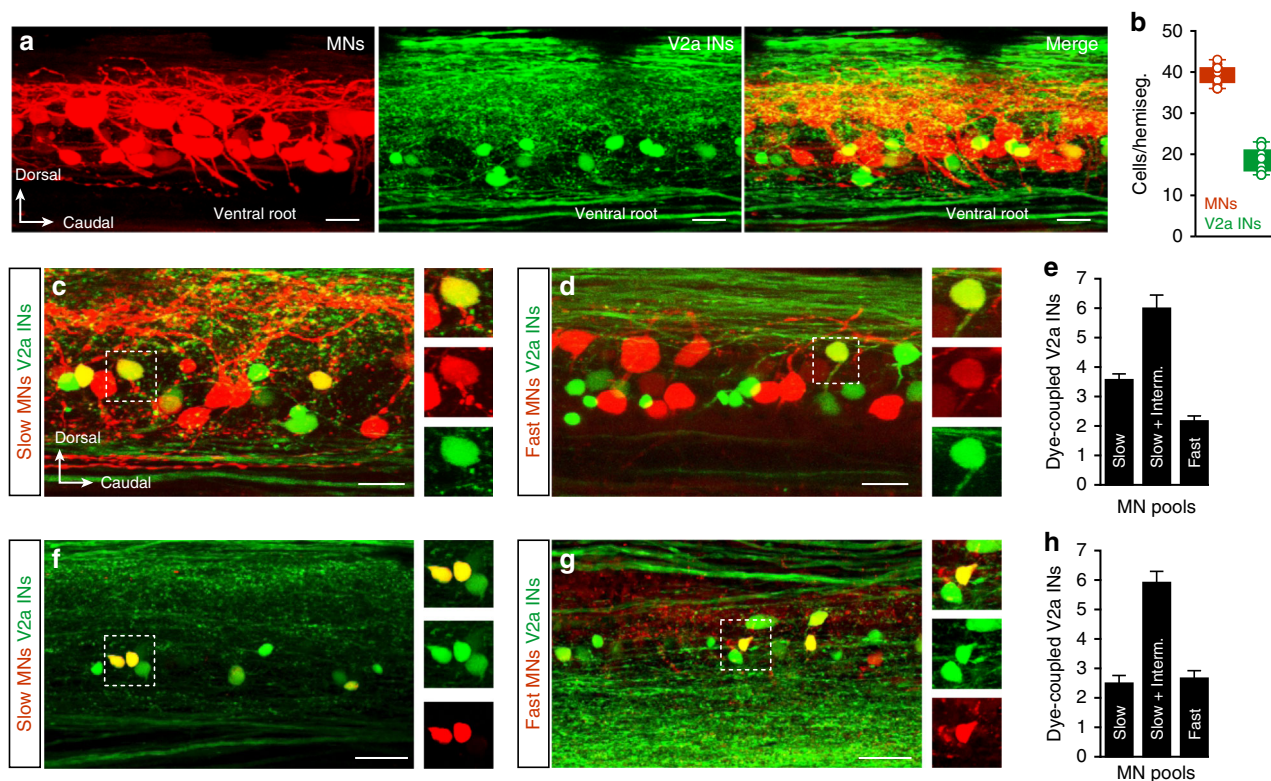 a
MNs
V2a INs
Merge
Dorsal
Caudal
Ventral root
Ventral root
Ventral root
b
Cells/hemiseg.
50
40
30
20
10
0
MNs
V2a INs
Slow MNs V2a INs
c
Dorsal
Caudal
Fast MNs V2a INs
d
e
Dye-coupled V2a INs
7
6
5
4
3
2
1
0
Slow
Slow + Interm.
Fast
MN pools
Slow MNs V2a INs
f
Fast MNs V2a INs
g
h
Dye-coupled V2a INs
7
6
5
4
3
2
1
0
Slow
Slow + Interm.
Fast
MN pools